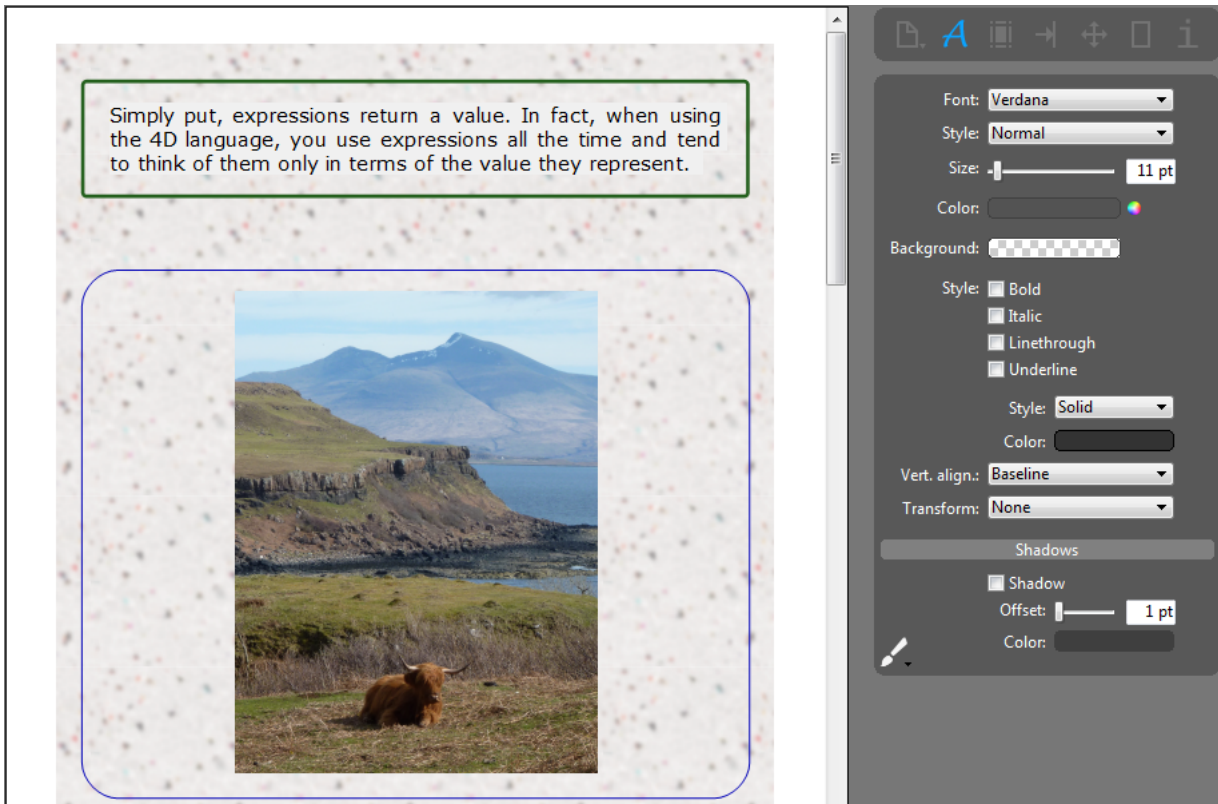 Simply put, expressions return a value. In fact, when using
the 4D language, you use expressions all the time and tend
to think of them only in terms of the value they represent.
Font: Verdana
Style: Normal
Size: 11 pt
Color:
Background:
Style: Bold
Italic
Linethrough
Underline
Style: Solid
Color:
Vert. align.: Baseline
Transform: None
Shadows
Shadow
Offset: 1 pt
Color: